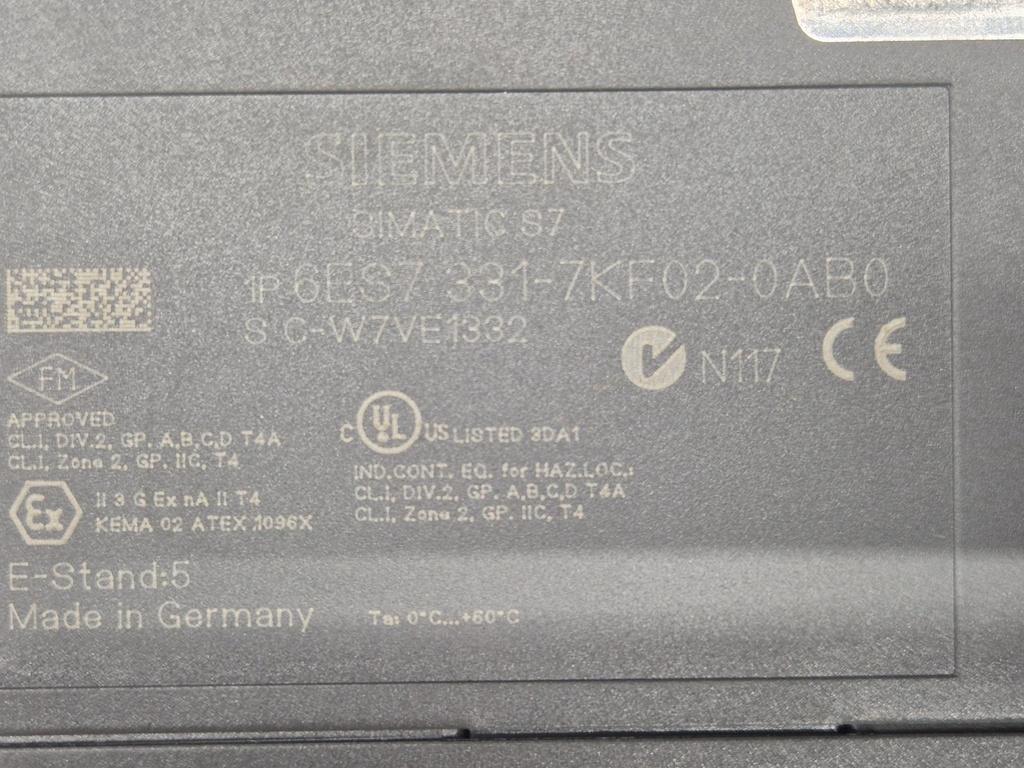 SIEMENS
SIMATIC S7
1P 6ES7 331-7KF02-0AB0
S C-W7VE1332
N117 CE
FM
APPROVED
CL.I, DIV.2, GP. A,B,C,D T4A
CL.I, Zone 2, GP. IIC, T4
C UL US LISTED 3DA1
IND.CONT. EQ. for HAZ.LOC.:
CL.I, DIV.2, GP. A,B,C,D T4A
CL.I, Zone 2, GP. IIC, T4
Ex II 3 G Ex nA II T4
KEMA 02 ATEX 1096X
E-Stand:5
Made in Germany
Ta: 0°C...+60°C